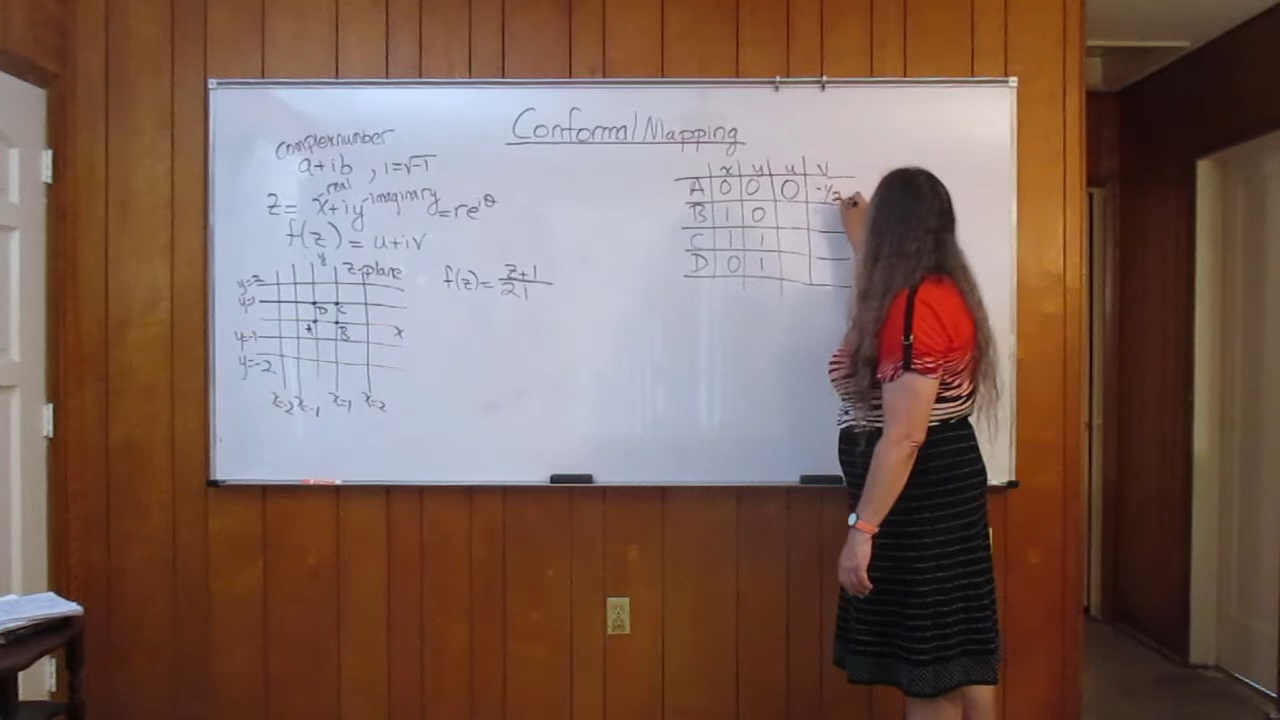 Conformal Mapping
complex number
a+ib , i=√-1
real
z= x+iy imaginary =re^iθ
f(z) = u+iv
y z-plane
y=2
y=1
D C
A B x
y=-1
y=-2
x=-2 x=-1 x=1 x=2
f(z)= z+1/2i
x y u v
A 0 0 0 -1/2
B 1 0
C 1 1
D 0 1